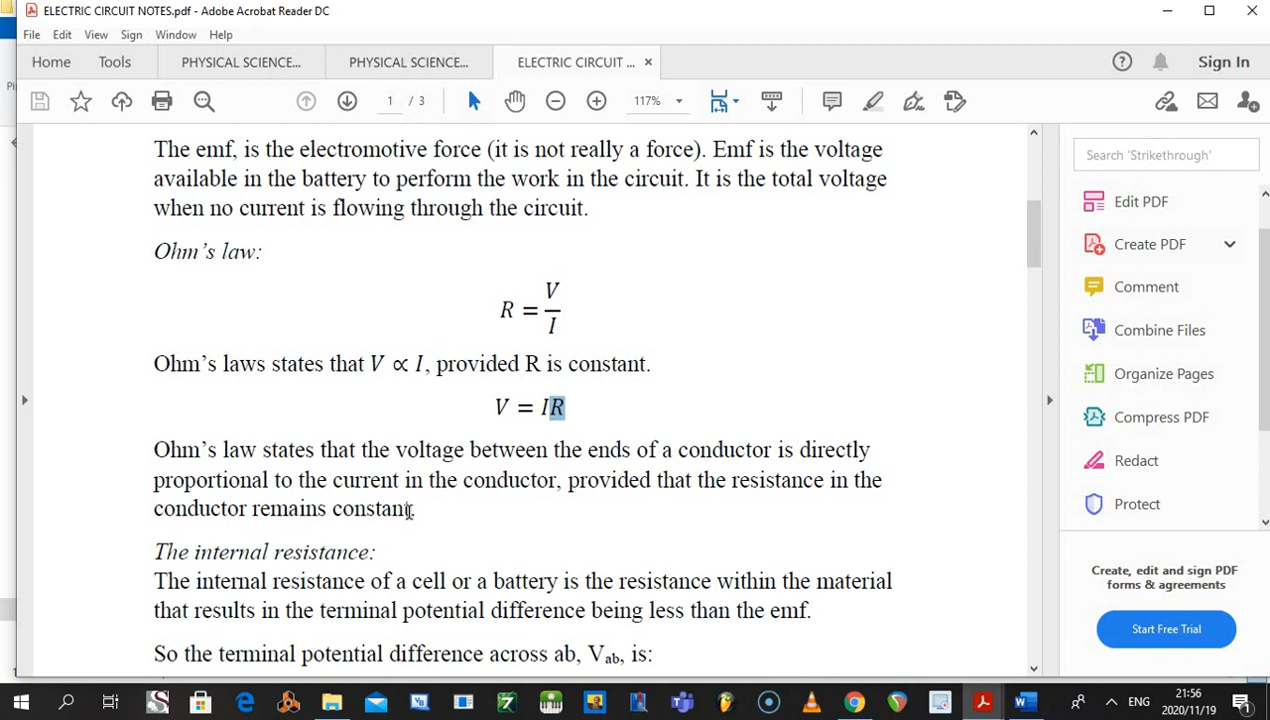 ELECTRIC CIRCUIT NOTES.pdf - Adobe Acrobat Reader DC
File Edit View Sign Window Help
Home Tools PHYSICAL SCIENCE... PHYSICAL SCIENCE... ELECTRIC CIRCUIT ... × Sign In
1 / 3 117%
The emf, is the electromotive force (it is not really a force). Emf is the voltage
available in the battery to perform the work in the circuit. It is the total voltage
when no current is flowing through the circuit.
Ohm's law:
R = V/I
Ohm's laws states that V ∝ I, provided R is constant.
V = IR
Ohm's law states that the voltage between the ends of a conductor is directly
proportional to the current in the conductor, provided that the resistance in the
conductor remains constant.
The internal resistance:
The internal resistance of a cell or a battery is the resistance within the material
that results in the terminal potential difference being less than the emf.
So the terminal potential difference across ab, Vab, is:
Search 'Strikethrough'
Edit PDF
Create PDF
Comment
Combine Files
Organize Pages
Compress PDF
Redact
Protect
Create, edit and sign PDF
forms & agreements
Start Free Trial
ENG
21:56
2020/11/19
1